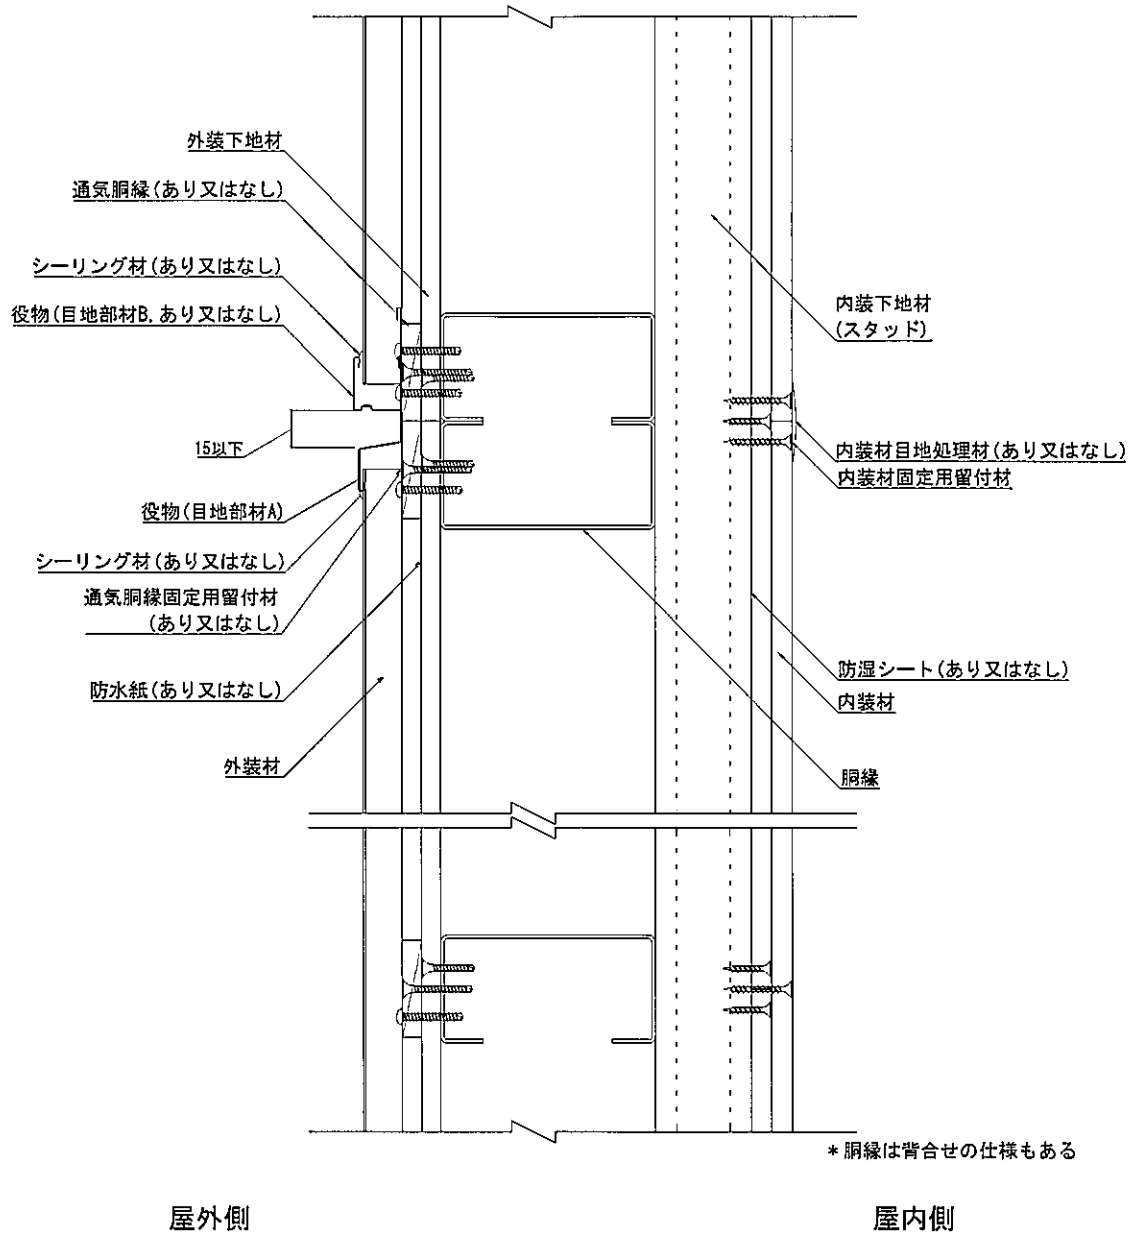 外装下地材
通気胴縁(あり又はなし)
シーリング材(あり又はなし)
役物(目地部材B, あり又はなし)
15以下
役物(目地部材A)
シーリング材(あり又はなし)
通気胴縁固定用留付材
(あり又はなし)
防水紙(あり又はなし)
外装材
内装下地材
(スタッド)
内装材目地処理材(あり又はなし)
内装材固定用留付材
防湿シート(あり又はなし)
内装材
胴縁
*胴縁は背合せの仕様もある
屋外側
屋内側